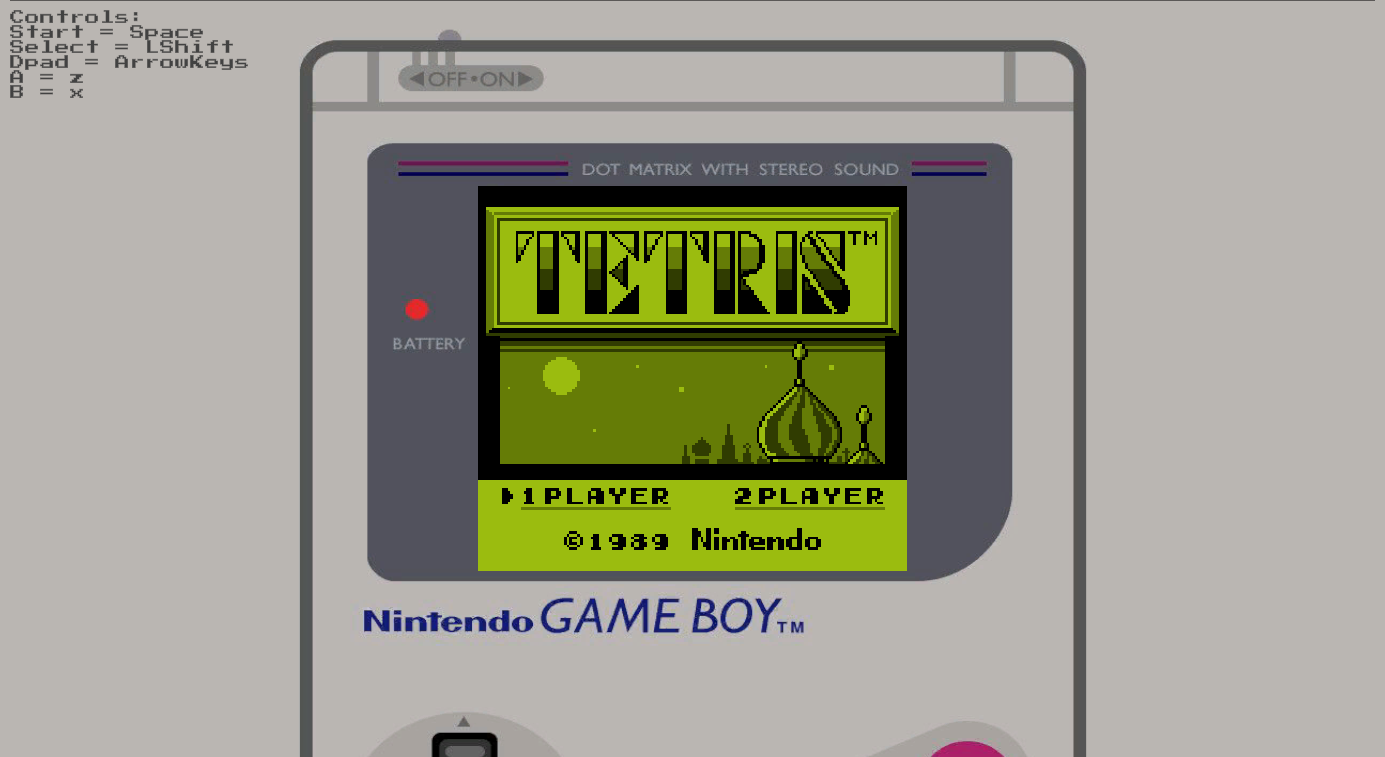 Controls:
Start = Space
Select = LShift
Dpad = ArrowKeys
A = z
B = x
◀OFF•ON▶
DOT MATRIX WITH STEREO SOUND
TETRIS™
BATTERY
1PLAYER 2PLAYER
©1989 Nintendo
Nintendo GAME BOY™